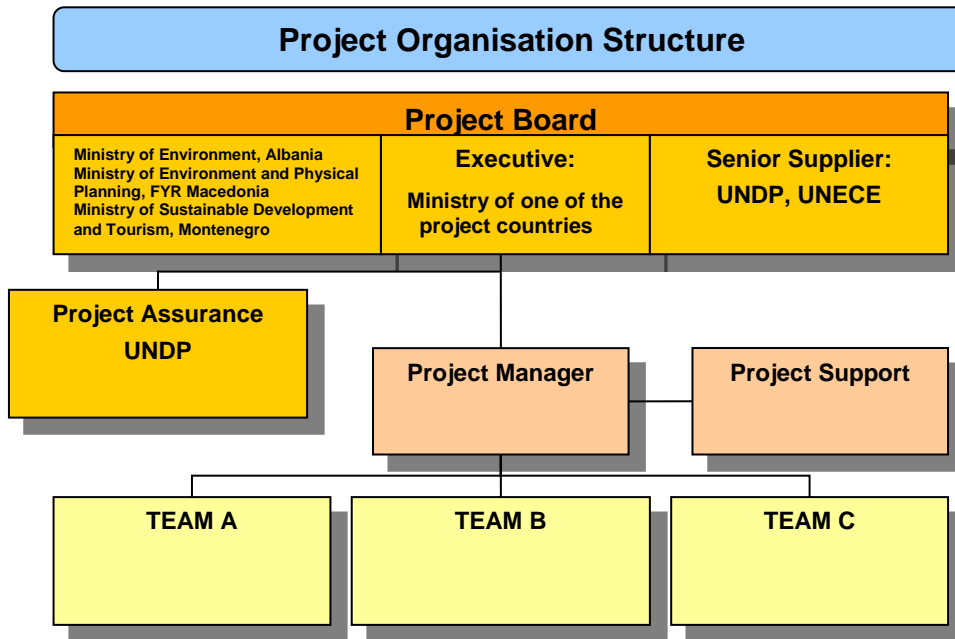 Project Organisation Structure
Project Board
Ministry of Environment, Albania
Ministry of Environment and Physical
Planning, FYR Macedonia
Ministry of Sustainable Development
and Tourism, Montenegro
Executive:
Ministry of one of the
project countries
Senior Supplier:
UNDP, UNECE
Project Assurance
UNDP
Project Manager
Project Support
TEAM A
TEAM B
TEAM C